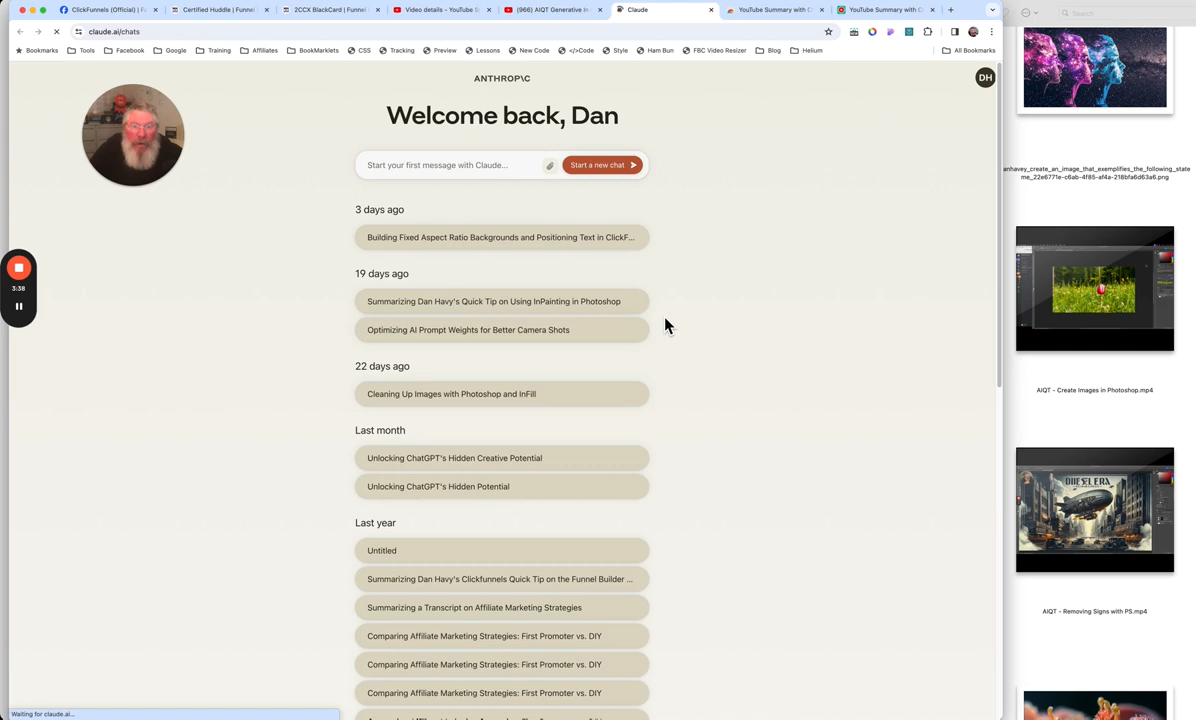 ClickFunnels (Official) | Fa
Certified Huddle | Funnel
2CCX BlackCard | Funnel
Video details - YouTube S
(966) AIQT Generative In
Claude
YouTube Summary with C
YouTube Summary with C
claude.ai/chats
Search
Bookmarks
Tools
Facebook
Google
Training
Affiliates
BookMarklets
CSS
Tracking
Preview
Lessons
New Code
</>Code
Style
Ham Bun
FBC Video Resizer
Blog
Helium
All Bookmarks
ANTHROP\C
DH
Welcome back, Dan
Start your first message with Claude...
Start a new chat
3 days ago
Building Fixed Aspect Ratio Backgrounds and Positioning Text in ClickF...
19 days ago
Summarizing Dan Havy's Quick Tip on Using InPainting in Photoshop
Optimizing AI Prompt Weights for Better Camera Shots
22 days ago
Cleaning Up Images with Photoshop and InFill
Last month
Unlocking ChatGPT's Hidden Creative Potential
Unlocking ChatGPT's Hidden Potential
Last year
Untitled
Summarizing Dan Havy's Clickfunnels Quick Tip on the Funnel Builder ...
Summarizing a Transcript on Affiliate Marketing Strategies
Comparing Affiliate Marketing Strategies: First Promoter vs. DIY
Comparing Affiliate Marketing Strategies: First Promoter vs. DIY
Comparing Affiliate Marketing Strategies: First Promoter vs. DIY
3:38
Waiting for claude.ai...
anhavey_create_an_image_that_exemplifies_the_following_state
me_22e6771e-c6ab-4f85-af4a-218bfa6d63a6.png
AIQT - Create Images in Photoshop.mp4
AIQT - Removing Signs with PS.mp4